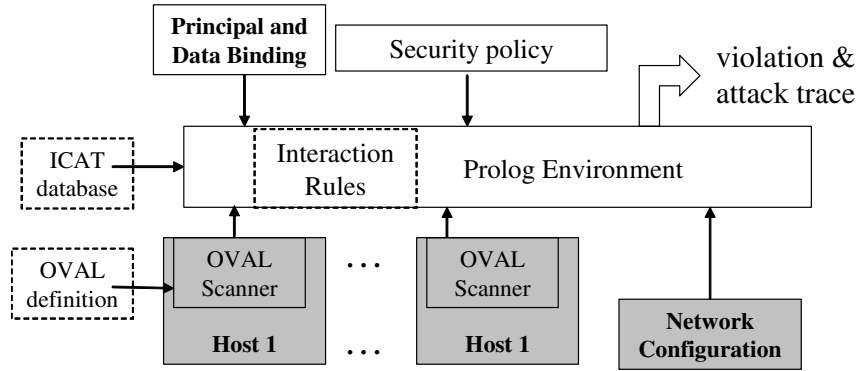 Principal and
Data Binding
Security policy
violation &
attack trace
ICAT
database
Interaction
Rules
Prolog Environment
OVAL
definition
OVAL
Scanner
Host 1
. . .
. . .
OVAL
Scanner
Host 1
Network
Configuration